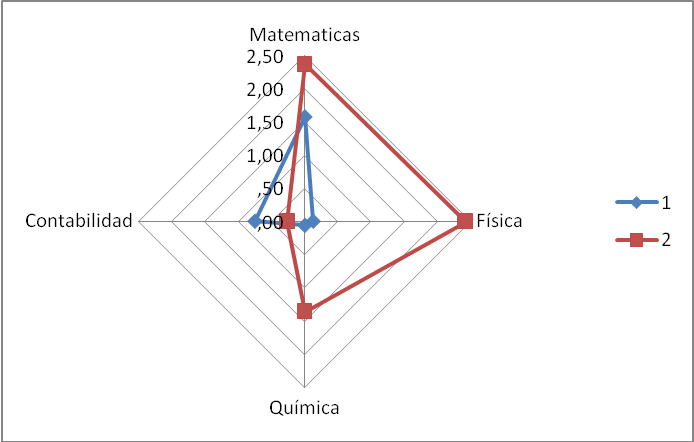 Matematicas
2,50
2,00
1,50
1,00
,50
,00
Contabilidad
Física
Química
1
2